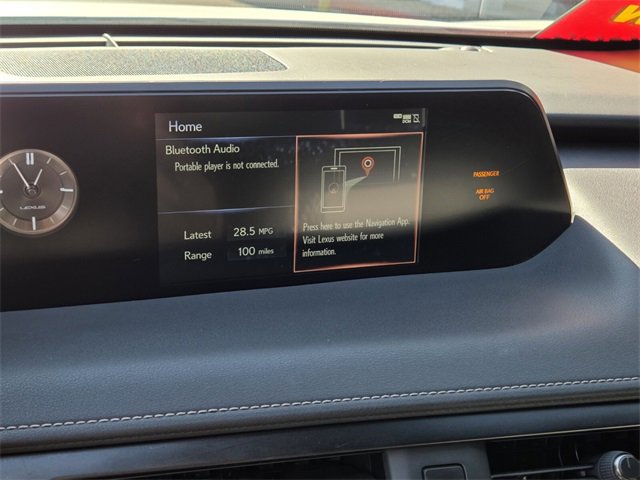 Home
Bluetooth Audio
Portable player is not connected.
Latest 28.5 MPG
Range 100 miles
Press here to use the Navigation App.
Visit Lexus website for more
information.
LEXUS
PASSENGER
AIR BAG
OFF
DCM